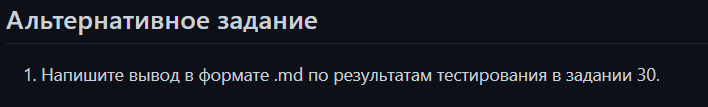 Альтернативное задание
1. Напишите вывод в формате .md по результатам тестирования в задании 30.